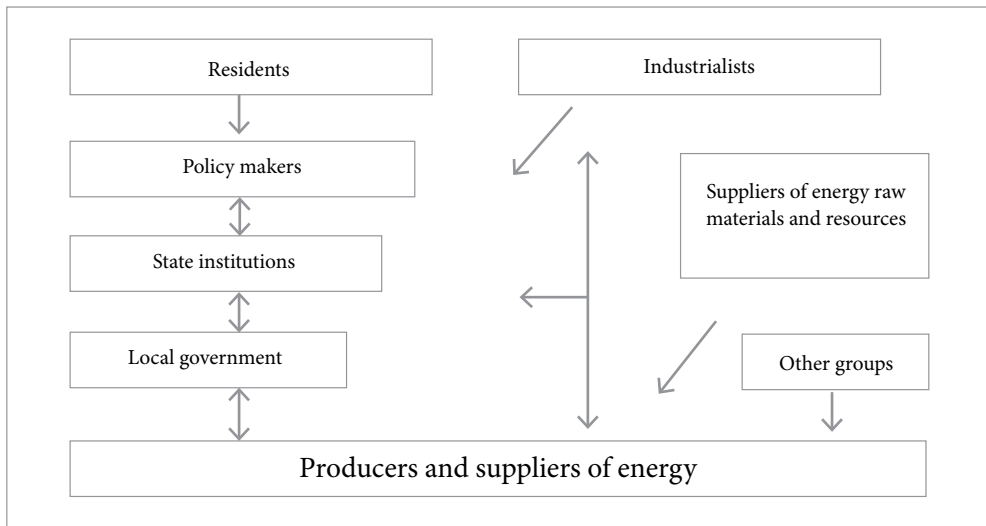 Residents
Industrialists
Policy makers
Suppliers of energy raw
materials and resources
State institutions
Local government
Other groups
Producers and suppliers of energy